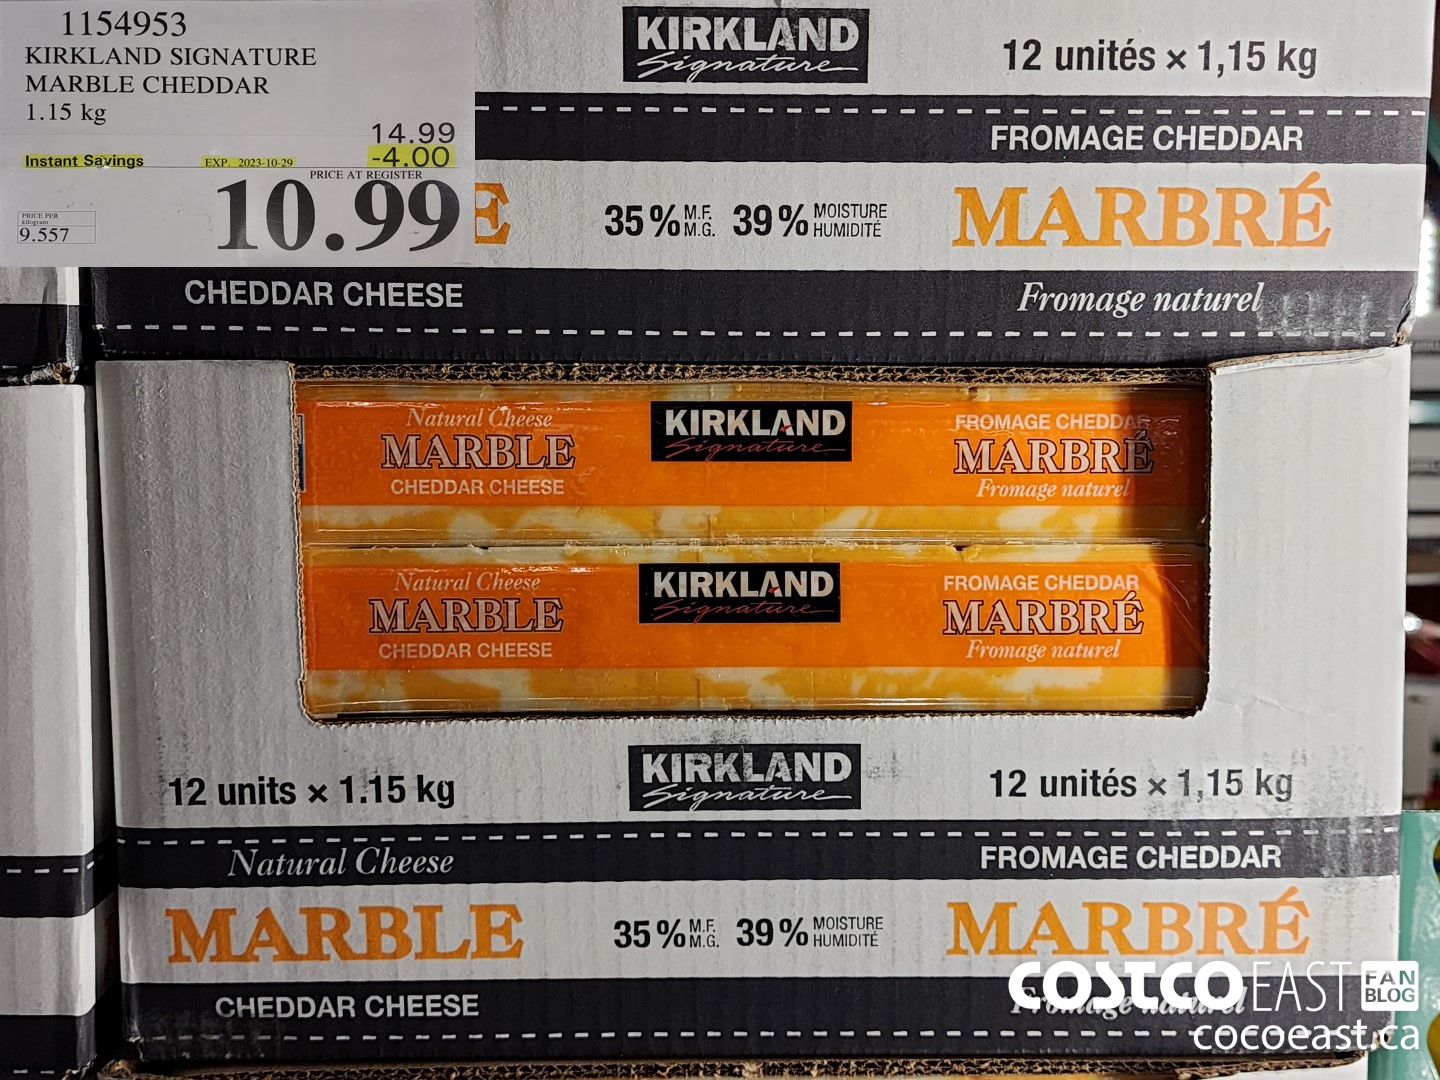 1154953
KIRKLAND SIGNATURE
MARBLE CHEDDAR
1.15 kg
14.99
Instant Savings EXP. 2023-10-29 -4.00
PRICE AT REGISTER
10.99
PRICE PER
kilogram
9.557
KIRKLAND
Signature
12 unités × 1,15 kg
FROMAGE CHEDDAR
E 35% M.F. M.G. 39% MOISTURE HUMIDITÉ MARBRÉ
CHEDDAR CHEESE Fromage naturel
Natural Cheese
MARBLE
CHEDDAR CHEESE
KIRKLAND
Signature
FROMAGE CHEDDAR
MARBRÉ
Fromage naturel
Natural Cheese
MARBLE
CHEDDAR CHEESE
KIRKLAND
Signature
FROMAGE CHEDDAR
MARBRÉ
Fromage naturel
12 units × 1.15 kg
KIRKLAND
Signature
12 unités × 1,15 kg
Natural Cheese FROMAGE CHEDDAR
MARBLE 35% M.F. M.G. 39% MOISTURE HUMIDITÉ MARBRÉ
CHEDDAR CHEESE Fromage naturel
COSTCO EAST FAN BLOG
cocoeast.ca